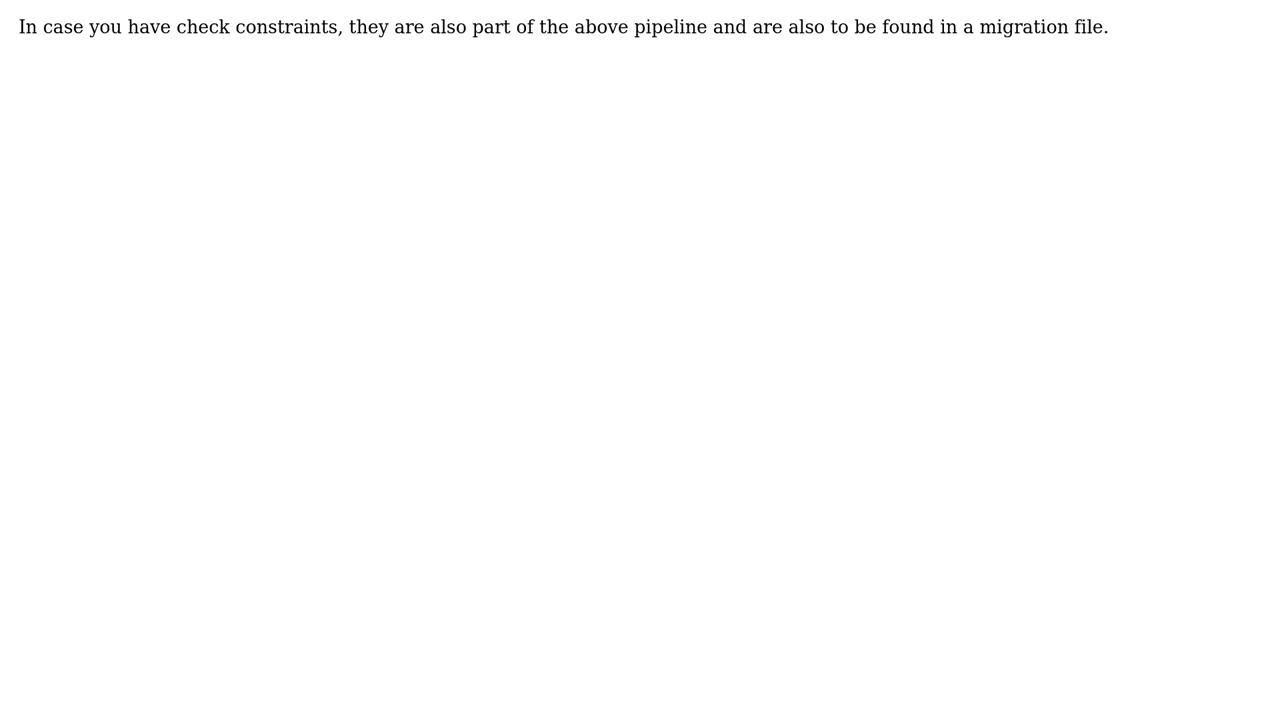 In case you have check constraints, they are also part of the above pipeline and are also to be found in a migration file.